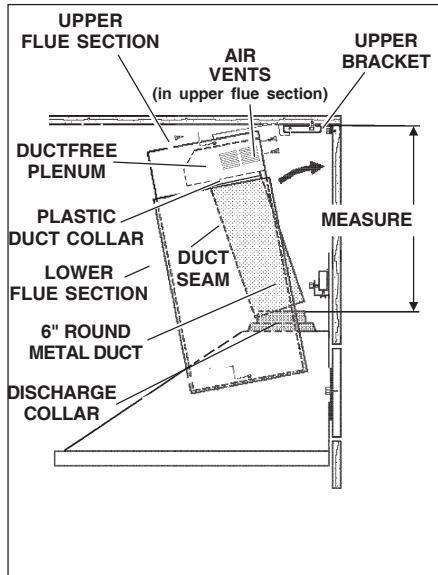 UPPER
FLUE SECTION
AIR
VENTS
(in upper flue section)
UPPER
BRACKET
DUCTFREE
PLENUM
PLASTIC
DUCT COLLAR
DUCT
SEAM
MEASURE
LOWER
FLUE SECTION
6" ROUND
METAL DUCT
DISCHARGE
COLLAR